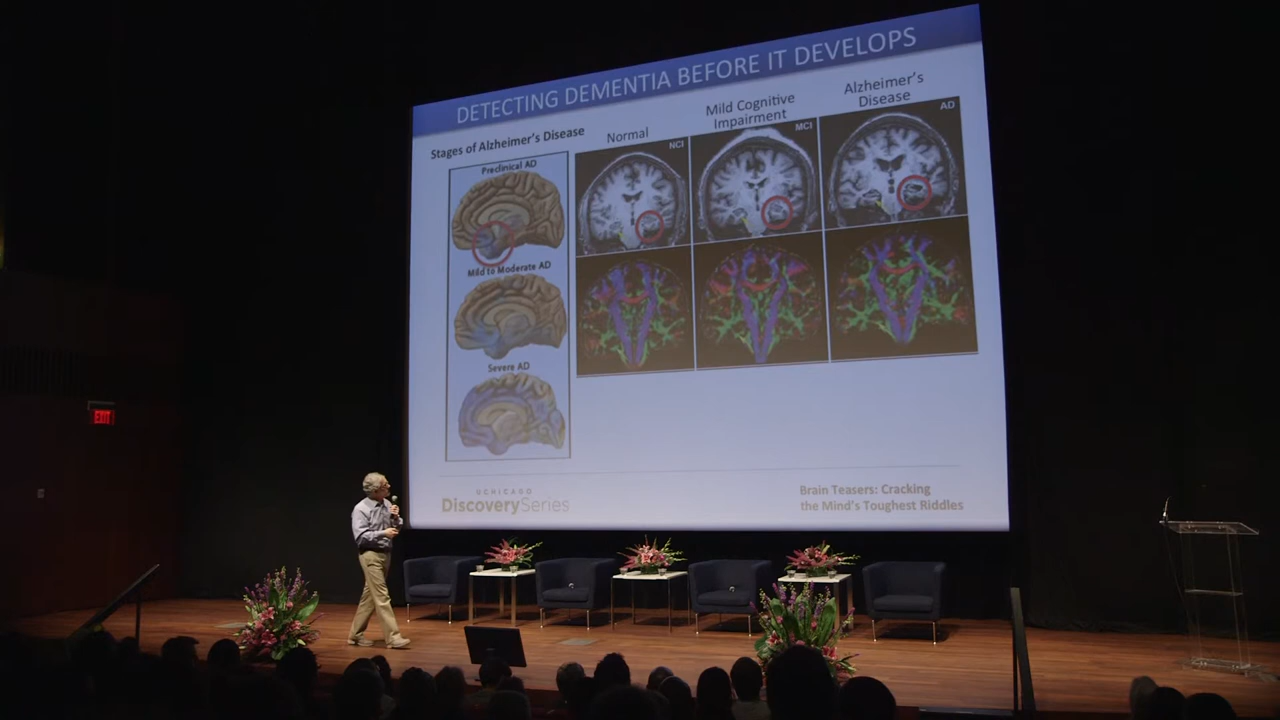 DETECTING DEMENTIA BEFORE IT DEVELOPS
Stages of Alzheimer's Disease
Preclinical AD
Mild to Moderate AD
Severe AD
Normal
Mild Cognitive
Impairment
Alzheimer's
Disease
NCI
MCI
AD
UCHICAGO
DiscoverySeries
Brain Teasers: Cracking
the Mind's Toughest Riddles
EXIT